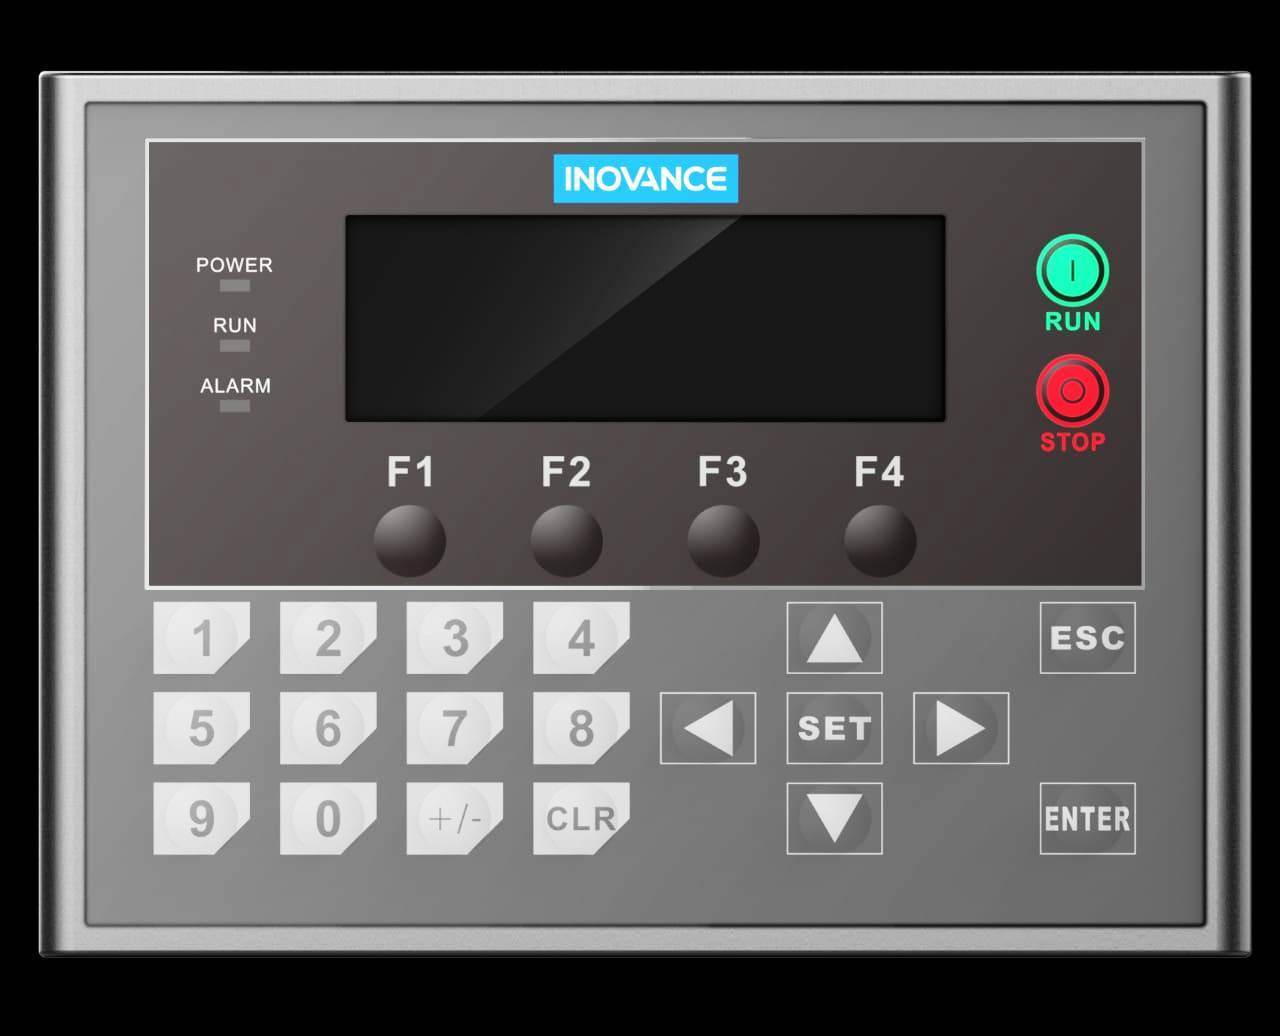 INOVANCE
POWER
RUN
ALARM
RUN
STOP
F1 F2 F3 F4
1 2 3 4 ESC
5 6 7 8 SET
9 0 +/- CLR ENTER